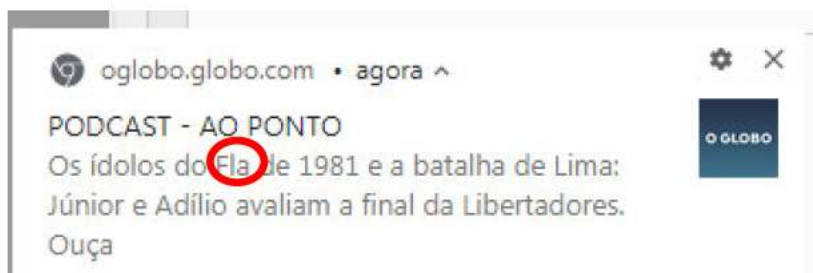 oglobo.globo.com • agora ^
PODCAST - AO PONTO
O GLOBO
Os ídolos do Fla de 1981 e a batalha de Lima:
Júnior e Adílio avaliam a final da Libertadores.
Ouça